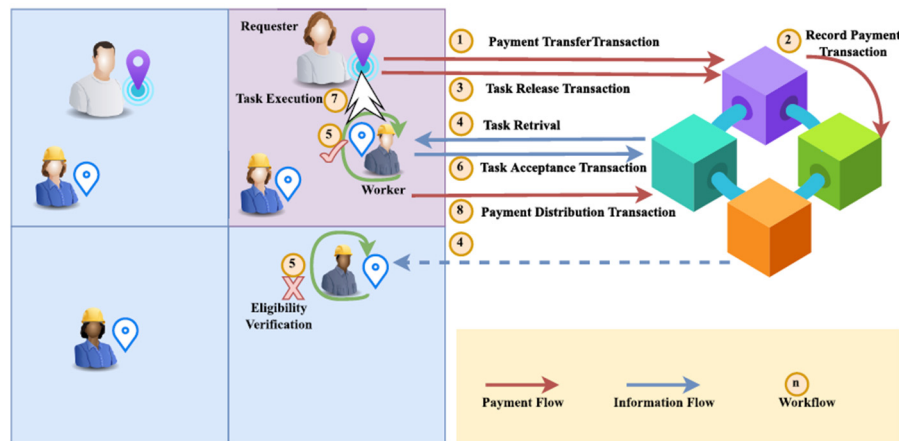 Requester
1 Payment TransferTransaction
2 Record Payment
Transaction
Task Execution 7
3 Task Release Transaction
4 Task Retrival
5
6 Task Acceptance Transaction
Worker
8 Payment Distribution Transaction
4
5
X
Eligibility
Verification
n
Payment Flow
Information Flow
Workflow